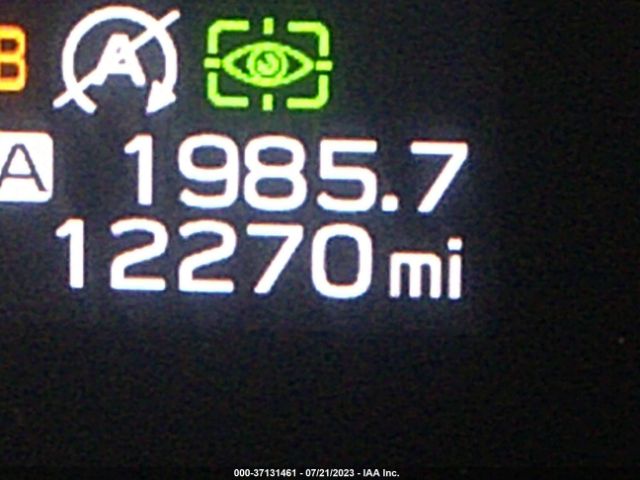 B A
A 1985.7
12270 mi
000-37131461 - 07/21/2023 - IAA Inc.